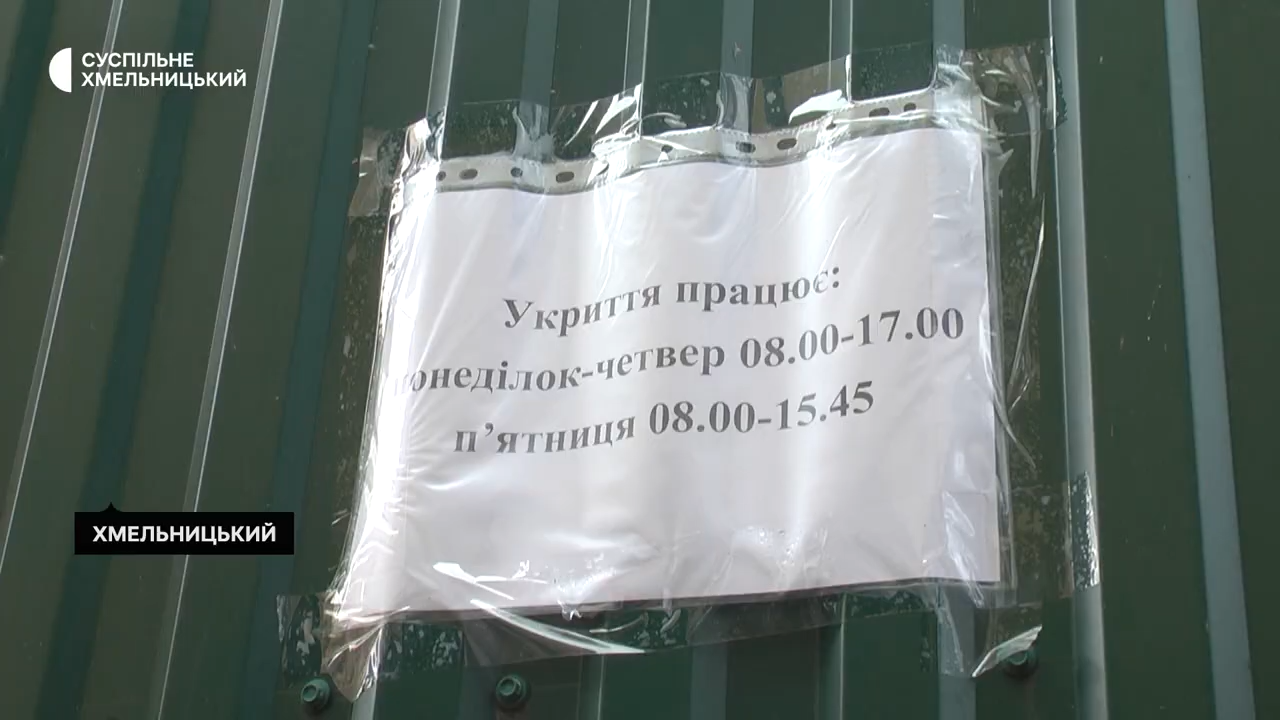 СУСПІЛЬНЕ
ХМЕЛЬНИЦЬКИЙ
Укриття працює:
понеділок-четвер 08.00-17.00
п’ятниця 08.00-15.45
ХМЕЛЬНИЦЬКИЙ